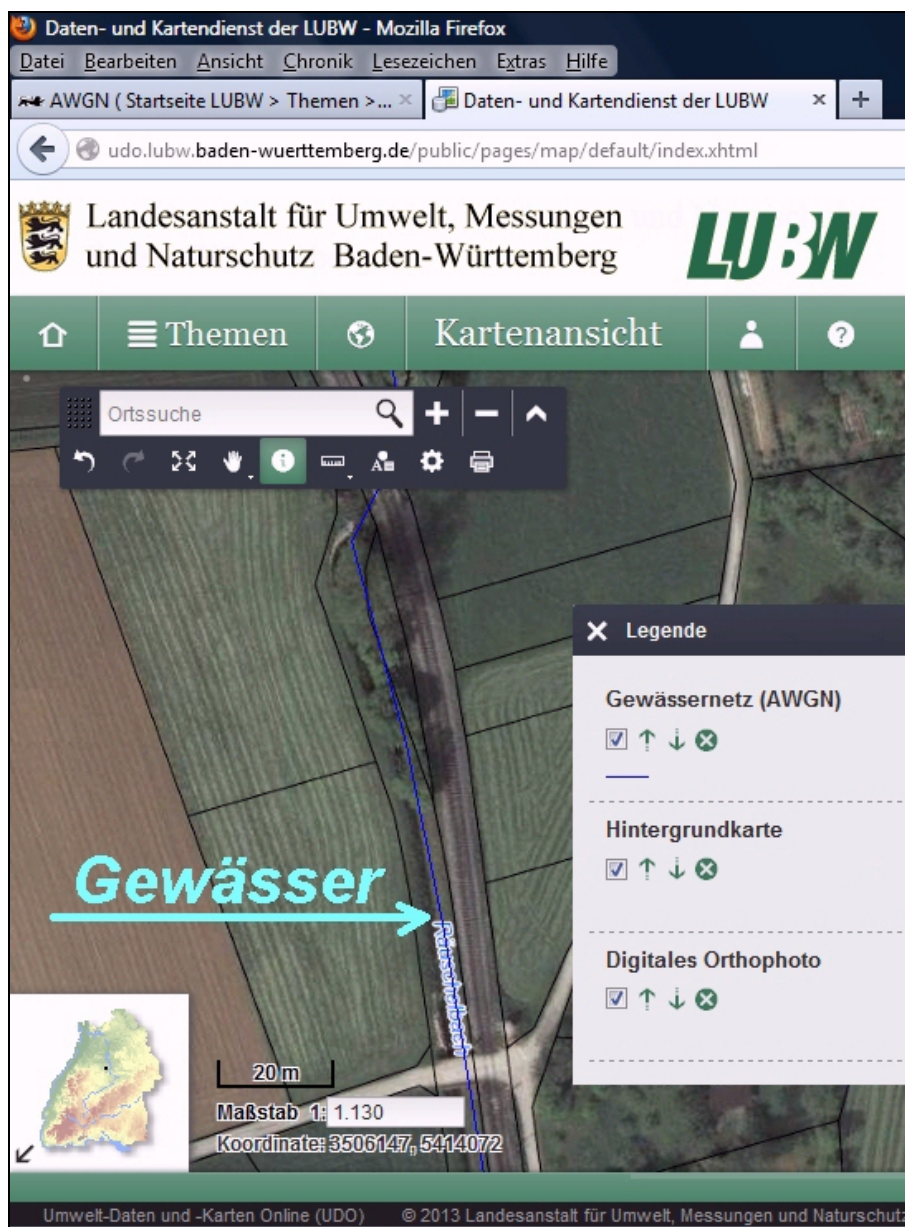 Daten- und Kartendienst der LUBW - Mozilla Firefox
Datei Bearbeiten Ansicht Chronik Lesezeichen Extras Hilfe
AWGN ( Startseite LUBW > Themen >... Daten- und Kartendienst der LUBW
udo.lubw.baden-wuerttemberg.de/public/pages/map/default/index.xhtml
Landesanstalt für Umwelt, Messungen
und Naturschutz Baden-Württemberg
LUBW
Themen Kartenansicht
Ortssuche
Legende
Gewässernetz (AWGN)
Hintergrundkarte
Digitales Orthophoto
Gewässer
20 m
Maßstab 1: 1.130
Koordinate: 3506147, 5414072
Umwelt-Daten und -Karten Online (UDO) © 2013 Landesanstalt für Umwelt, Messungen und Naturschutz